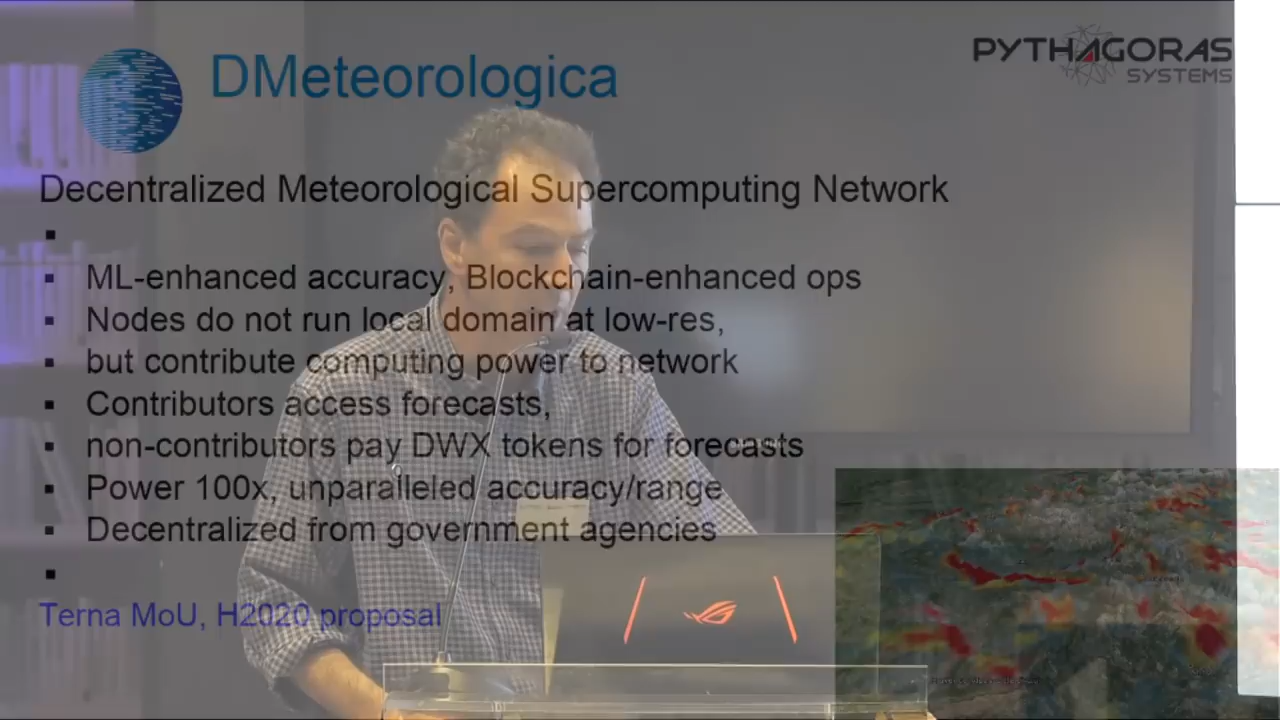 DMeteorologica
PYTHAGORAS
SYSTEMS
Decentralized Meteorological Supercomputing Network
ML-enhanced accuracy, Blockchain-enhanced ops
Nodes do not run local domain at low-res,
but contribute computing power to network
Contributors access forecasts,
non-contributors pay DWX tokens for forecasts
Power 100x, unparalleled accuracy/range
Decentralized from government agencies
Terna MoU, H2020 proposal